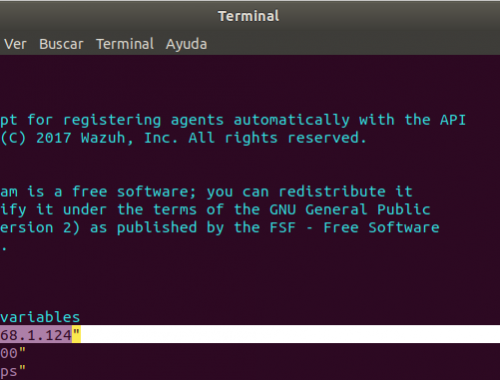 Terminal
Ver Buscar Terminal Ayuda
pt for registering agents automatically with the API
(C) 2017 Wazuh, Inc. All rights reserved.
am is a free software; you can redistribute it
ify it under the terms of the GNU General Public
ersion 2) as published by the FSF - Free Software
.
variables
68.1.124"
00"
ps"